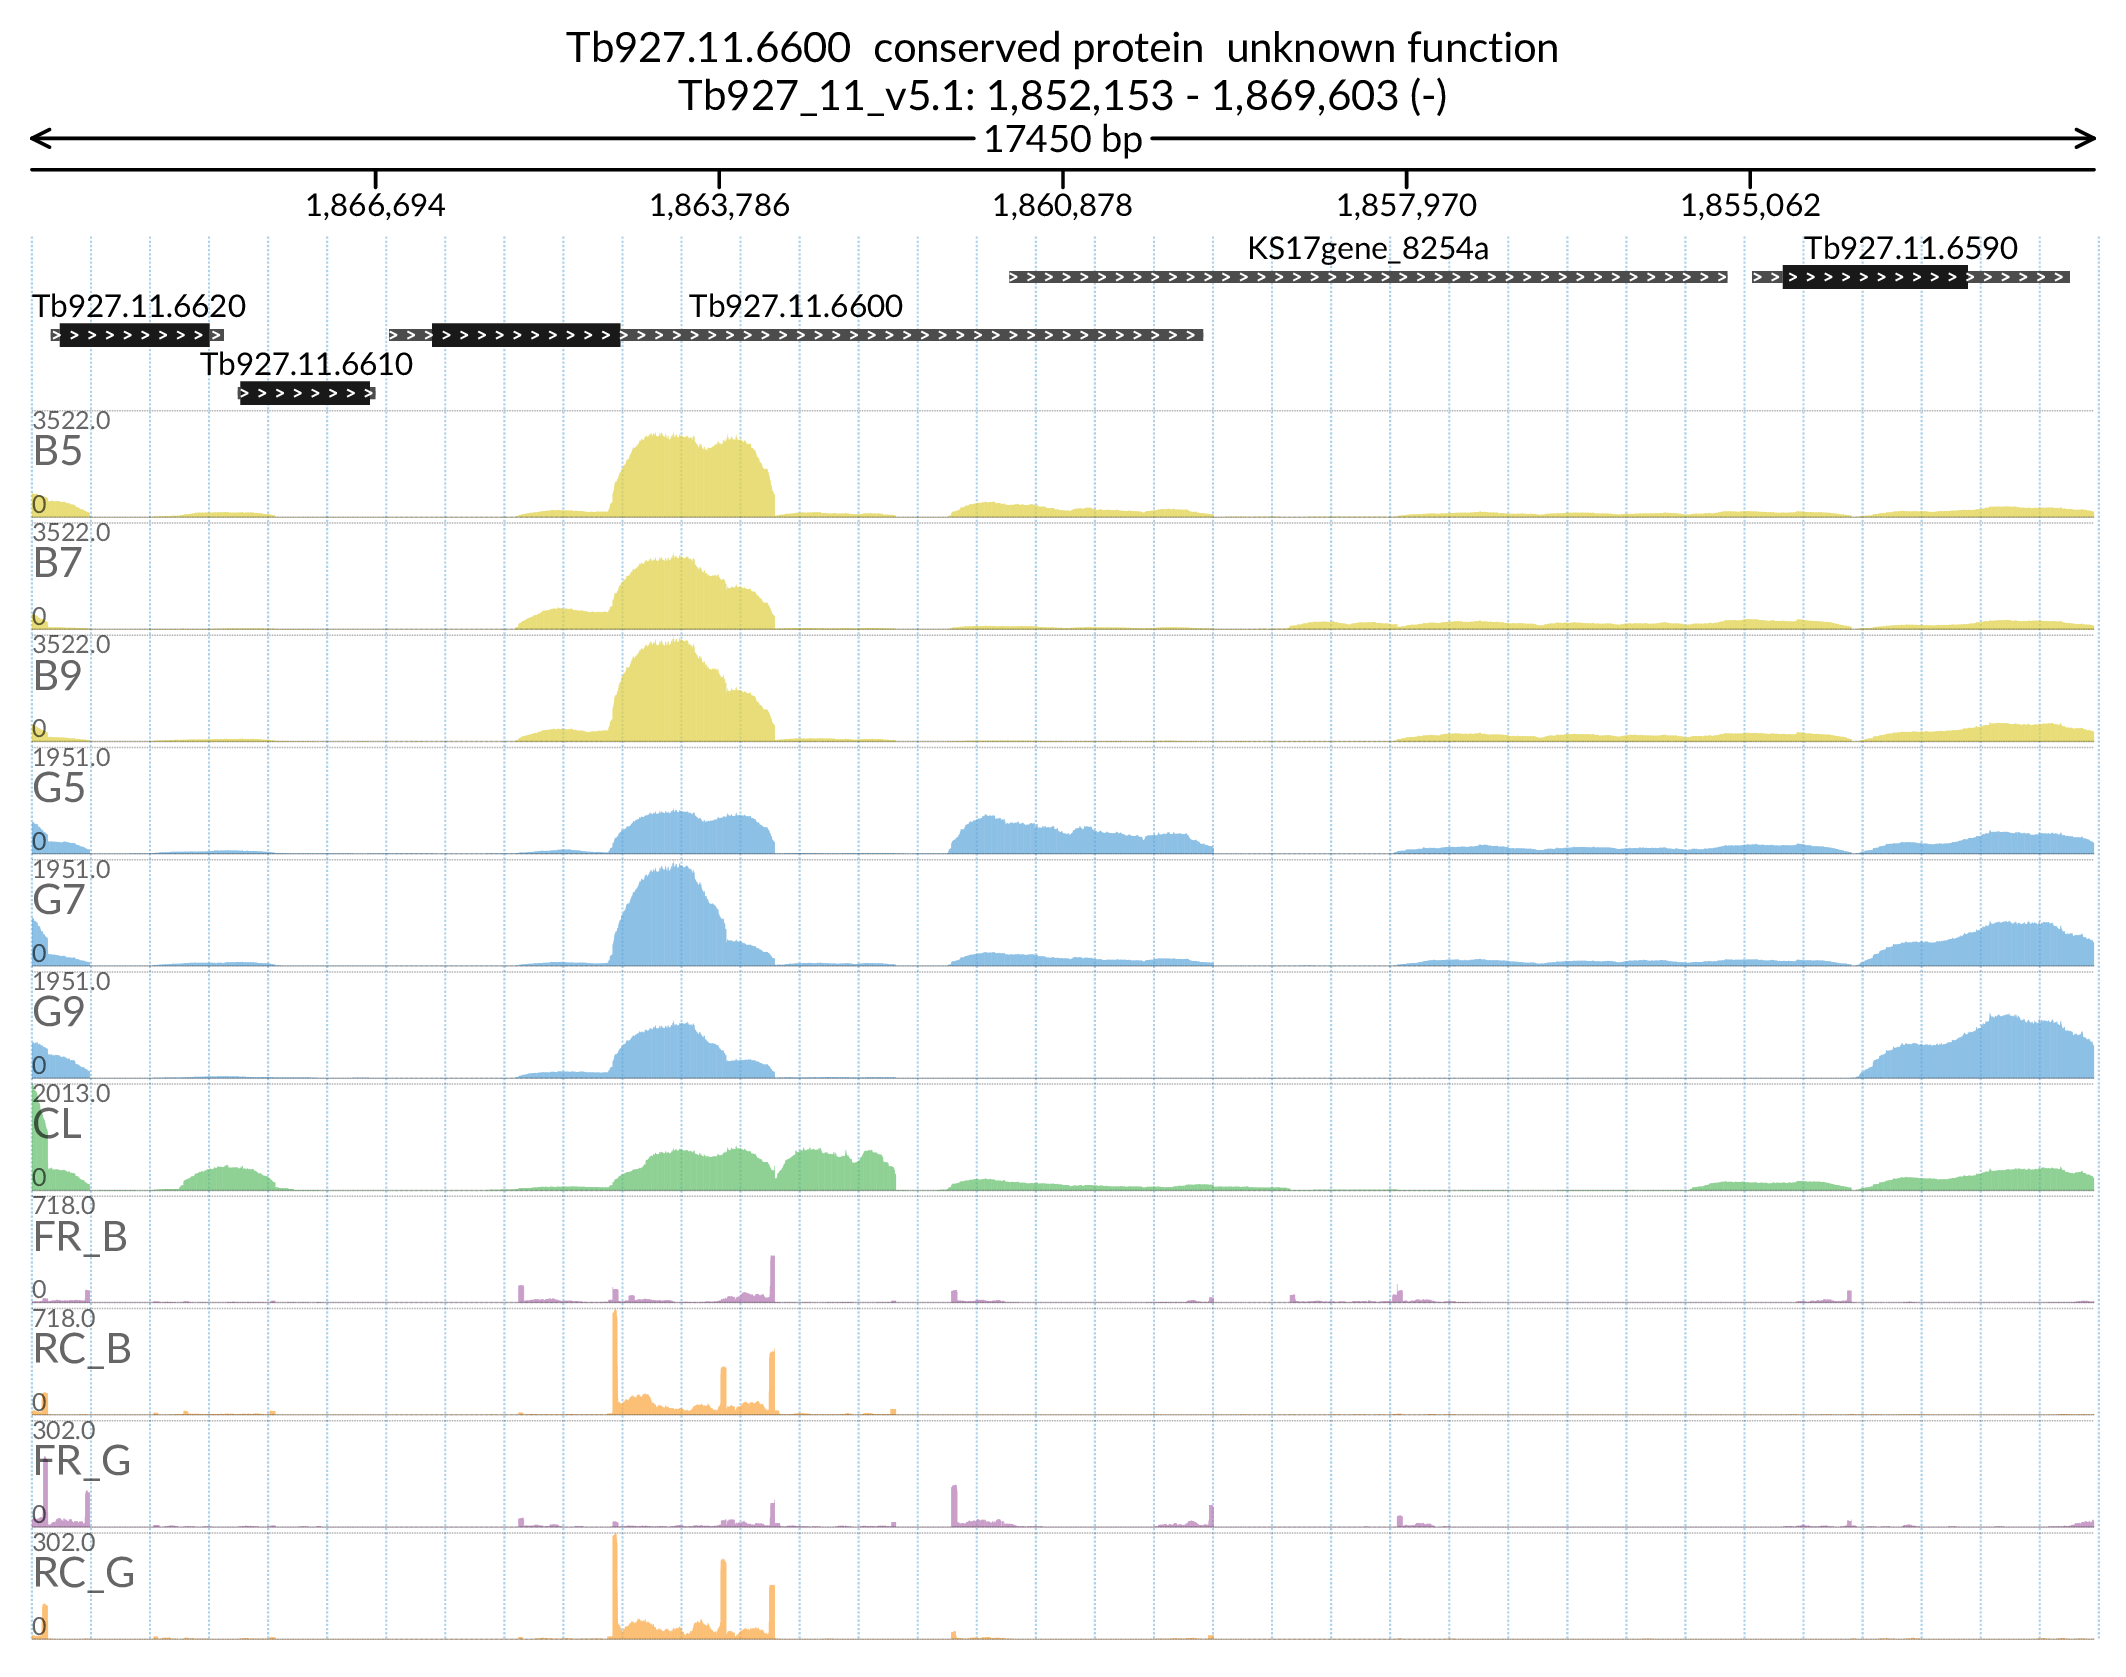 Tb927.11.6600  conserved protein  unknown function
Tb927_11_v5.1: 1,852,153 - 1,869,603 (-)
17450 bp
1,866,694 1,863,786 1,860,878 1,857,970 1,855,062
KS17gene_8254a Tb927.11.6590
Tb927.11.6620 Tb927.11.6600
Tb927.11.6610
3522.0
B5
0
3522.0
B7
0
3522.0
B9
0
1951.0
G5
0
1951.0
G7
0
1951.0
G9
0
2013.0
CL
0
718.0
FR_B
0
718.0
RC_B
0
302.0
FR_G
0
302.0
RC_G
0